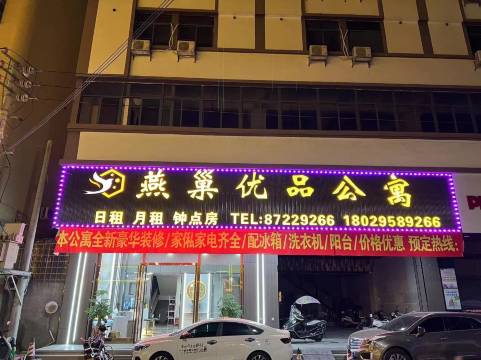 燕巢优品公寓
日租 月租 钟点房 TEL:87229266 18029589266
本公寓全新豪华装修/家俬家电齐全/配冰箱/洗衣机/阳台/价格优惠 预定热线: